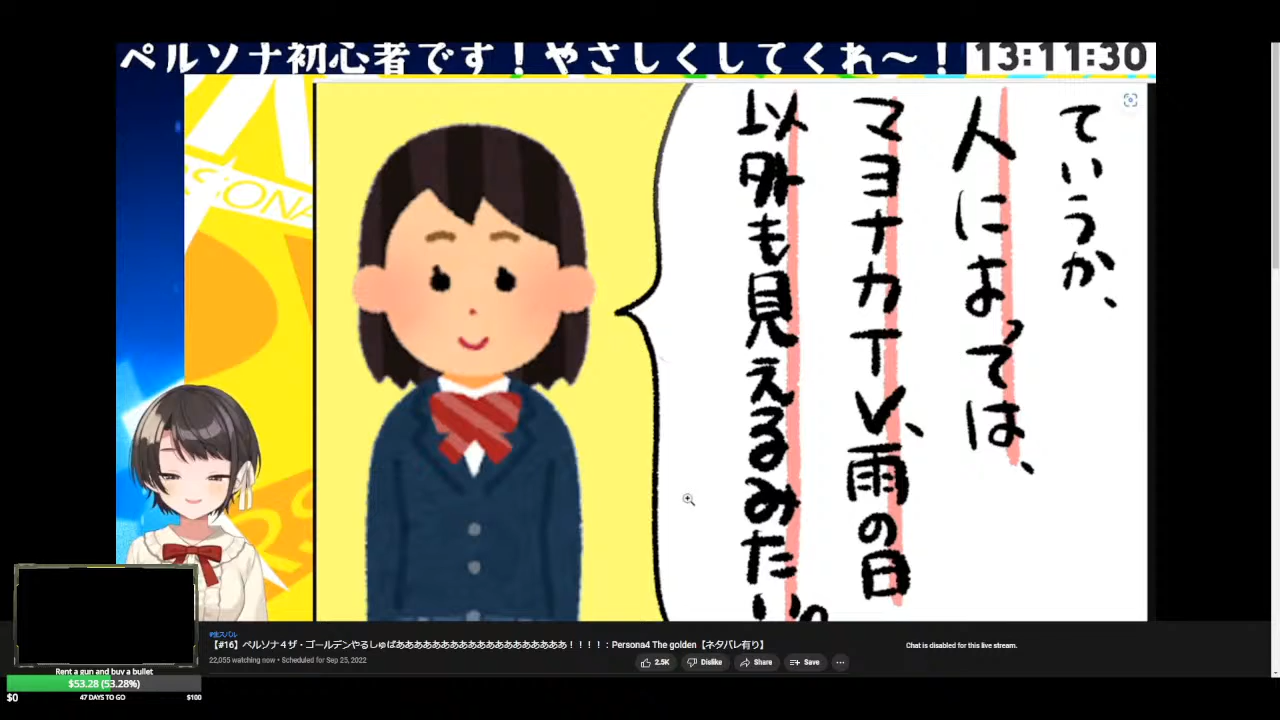 ペルソナ初心者です！やさしくしてくれ〜！
13:11:30
ていうか、
人によっては、
マヨナカTV、雨の日
以外も見えるみたい。
#生スバル
【#16】ペルソナ４ザ・ゴールデンやるしゅばああああああああああああああああああ！！！！：Persona4 The golden【ネタバレ有り】
22,055 watching now • Scheduled for Sep 25, 2022
2.5K
Dislike
Share
Save
Chat is disabled for this live stream.
Rent a gun and buy a bullet
$53.28 (53.28%)
$0
47 DAYS TO GO
$100